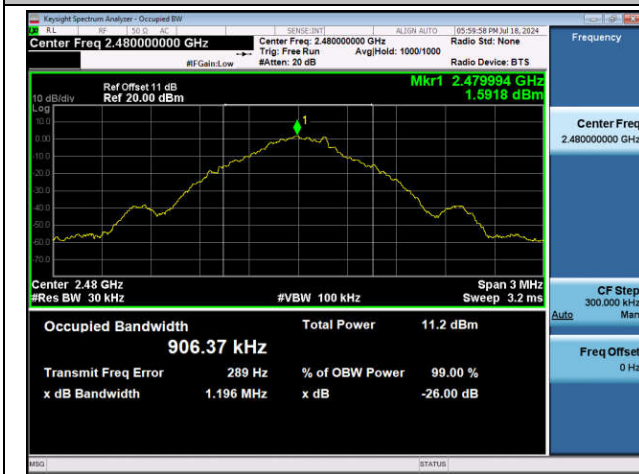 Keysight Spectrum Analyzer - Occupied BW
RL RF 50 Ω AC SENSE:INT ALIGN AUTO 05:59:58 PM Jul 18, 2024
Center Freq 2.480000000 GHz
Center Freq: 2.480000000 GHz
Radio Std: None
Trig: Free Run Avg|Hold: 1000/1000
#IFGain:Low
#Atten: 20 dB
Radio Device: BTS
Frequency
Ref Offset 11 dB
Mkr1 2.479994 GHz
10 dB/div Ref 20.00 dBm
1.5918 dBm
Log
10.0
0.00
-10.0
-20.0
-30.0
-40.0
-50.0
-60.0
-70.0
1
Center 2.48 GHz
Span 3 MHz
#Res BW 30 kHz
#VBW 100 kHz
Sweep 3.2 ms
Occupied Bandwidth
906.37 kHz
Total Power 11.2 dBm
Transmit Freq Error 289 Hz
% of OBW Power 99.00 %
x dB Bandwidth 1.196 MHz
x dB -26.00 dB
Center Freq
2.480000000 GHz
CF Step
300.000 kHz
Auto Man
Freq Offset
0 Hz
MSG
STATUS